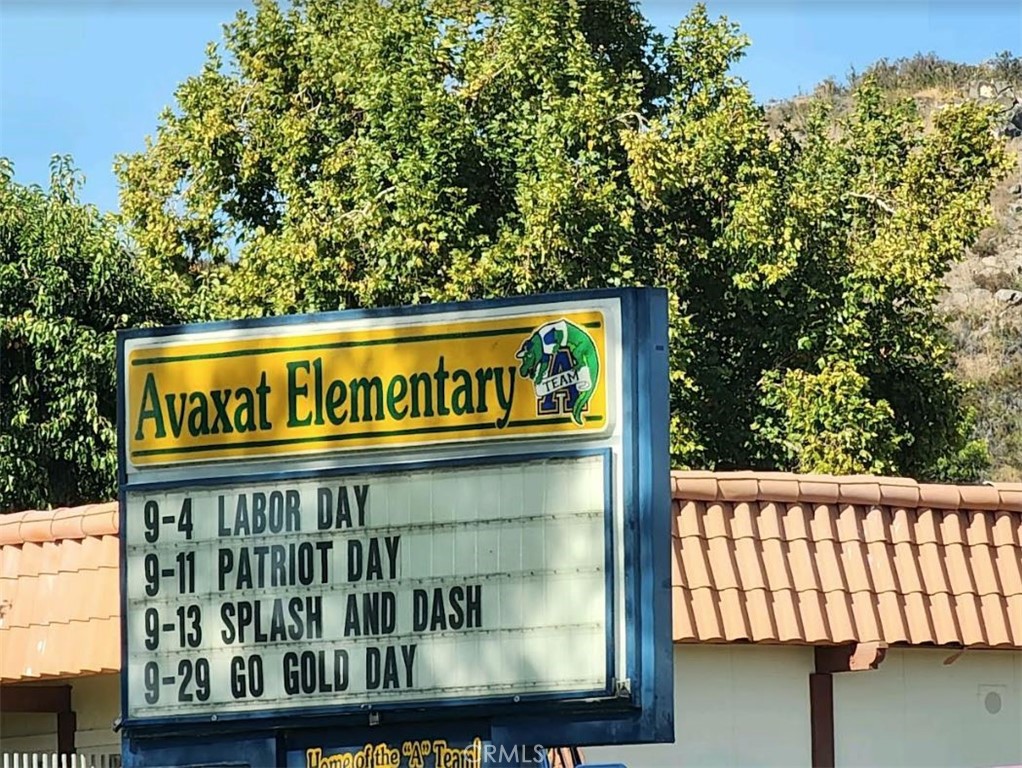 Avaxat Elementary
A
TEAM
9-4 LABOR DAY
9-11 PATRIOT DAY
9-13 SPLASH AND DASH
9-29 GO GOLD DAY
Home of the "A" Team!
CRMLS